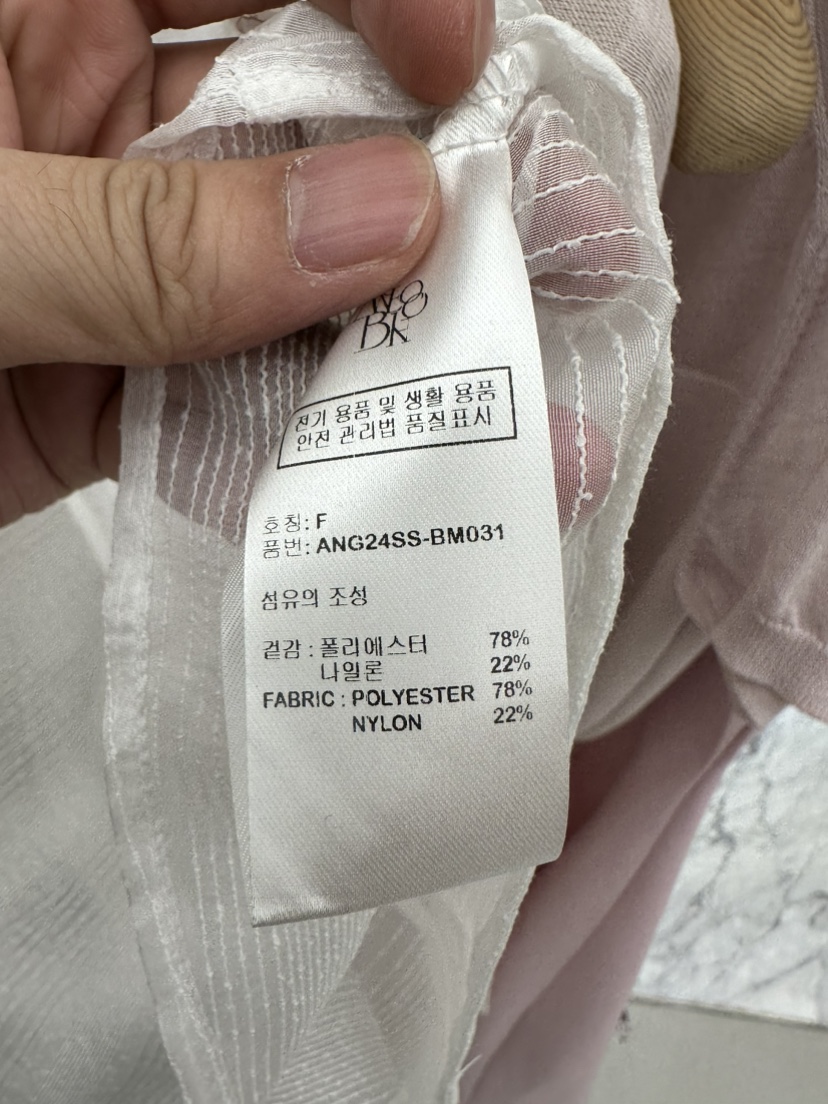 전기 용품 및 생활 용품
안전 관리법 품질표시
호칭: F
품번: ANG24SS-BM031
섬유의 조성
겉감 : 폴리에스터 78%
나일론 22%
FABRIC : POLYESTER 78%
NYLON 22%